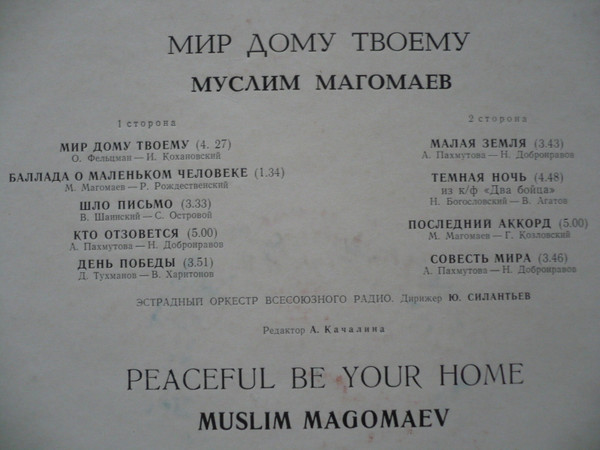 МИР ДОМУ ТВОЕМУ
МУСЛИМ МАГОМАЕВ
1 сторона
МИР ДОМУ ТВОЕМУ (4. 27)
О. Фельцман — И. Кохановский
БАЛЛАДА О МАЛЕНЬКОМ ЧЕЛОВЕКЕ (1.34)
М. Магомаев — Р. Рождественский
ШЛО ПИСЬМО (3.33)
В. Шаинский — С. Островой
КТО ОТЗОВЕТСЯ (5.00)
А. Пахмутова — Н. Добронравов
ДЕНЬ ПОБЕДЫ (3.51)
Д. Тухманов — В. Харитонов
2 сторона
МАЛАЯ ЗЕМЛЯ (3.43)
А. Пахмутова — Н. Добронравов
ТЕМНАЯ НОЧЬ (4.48)
из к/ф «Два бойца»
Н. Богословский — В. Агатов
ПОСЛЕДНИЙ АККОРД (5.00)
М. Магомаев — Г. Козловский
СОВЕСТЬ МИРА (3.46)
А. Пахмутова — Н. Добронравов
ЭСТРАДНЫЙ ОРКЕСТР ВСЕСОЮЗНОГО РАДИО. Дирижер Ю. СИЛАНТЬЕВ
Редактор А. Качалина
PEACEFUL BE YOUR HOME
MUSLIM MAGOMAEV